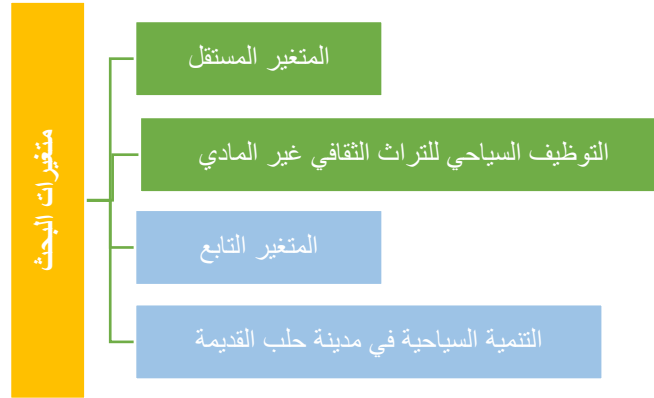 متغيرات البحث
المتغير المستقل
التوظيف السياحي للتراث الثقافي غير المادي
المتغير التابع
التنمية السياحية في مدينة حلب القديمة